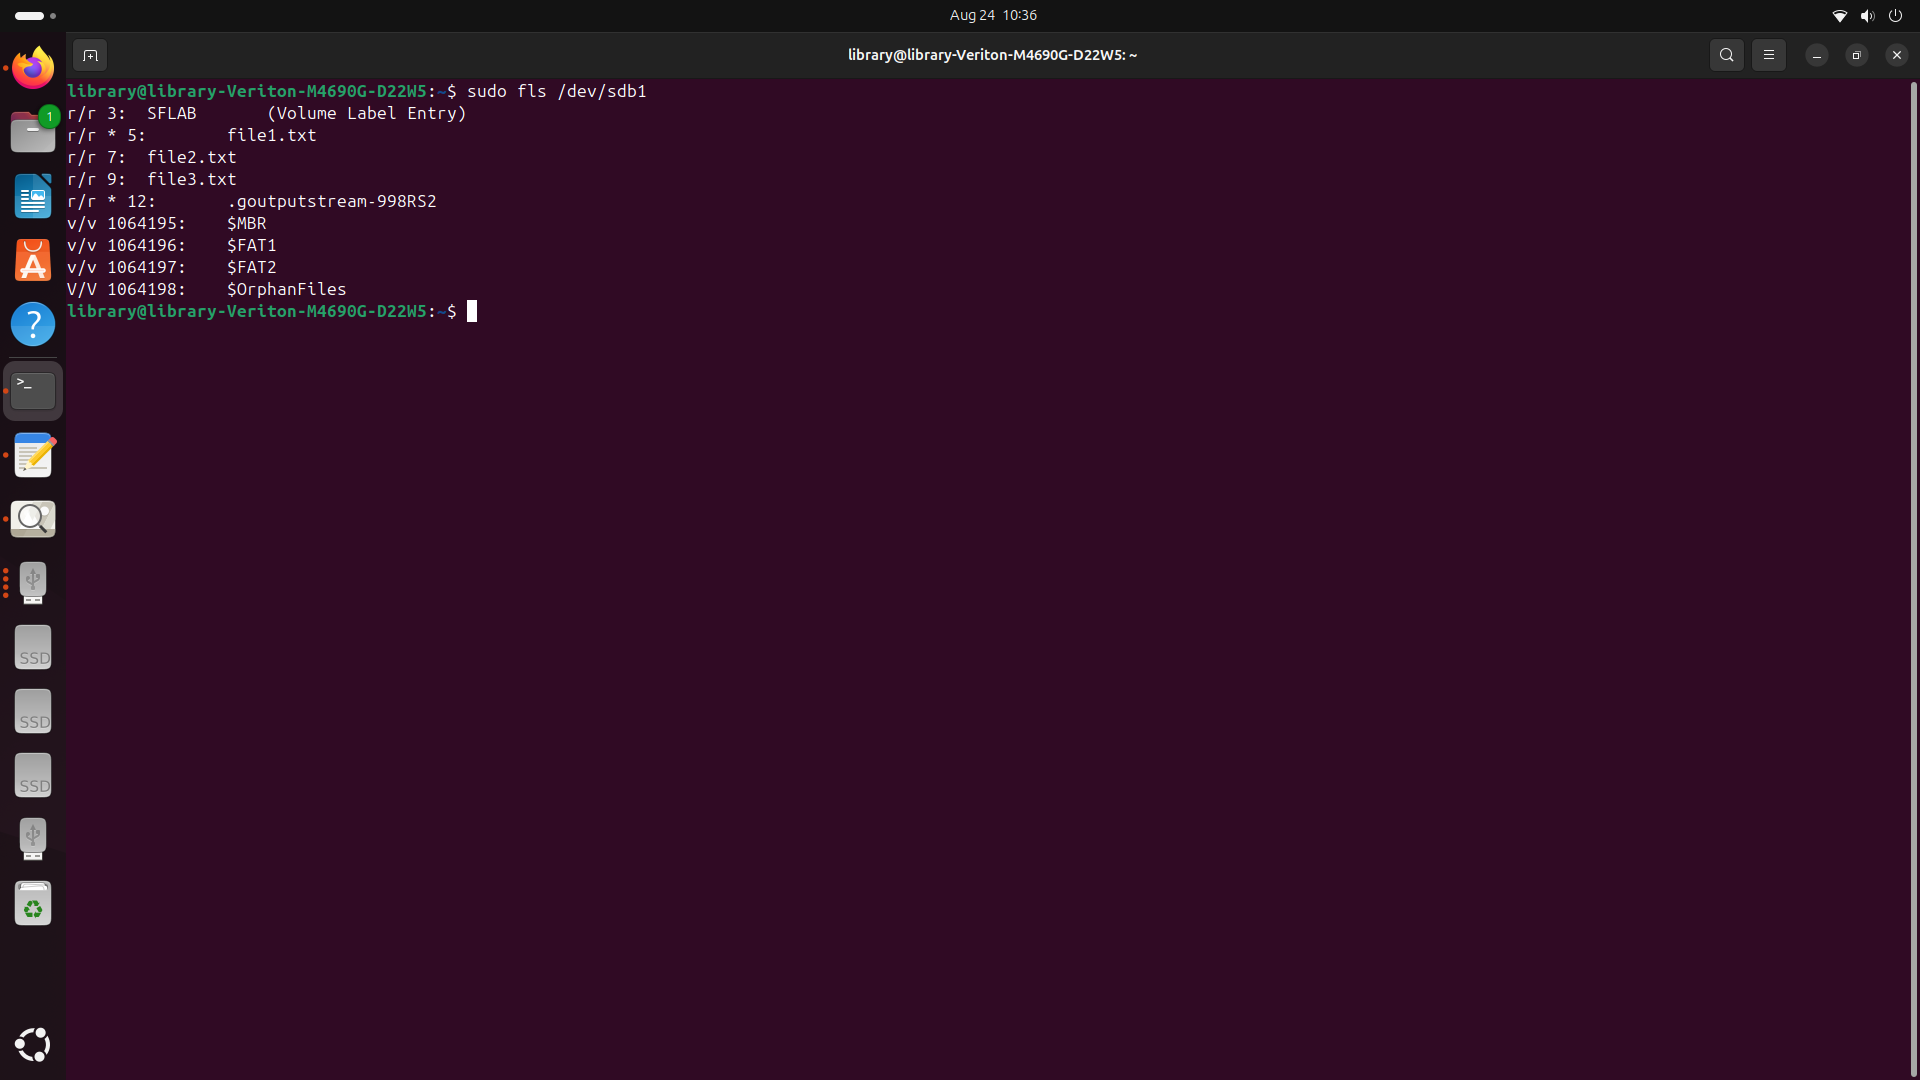 Aug 24 10:36
library@library-Veriton-M4690G-D22W5: ~
library@library-Veriton-M4690G-D22W5:~$ sudo fls /dev/sdb1
r/r 3:  SFLAB       (Volume Label Entry)
r/r * 5:        file1.txt
r/r 7:  file2.txt
r/r 9:  file3.txt
r/r * 12:       .goutputstream-998RS2
v/v 1064195:    $MBR
v/v 1064196:    $FAT1
v/v 1064197:    $FAT2
V/V 1064198:    $OrphanFiles
library@library-Veriton-M4690G-D22W5:~$
1
?
>_
SSD
SSD
SSD